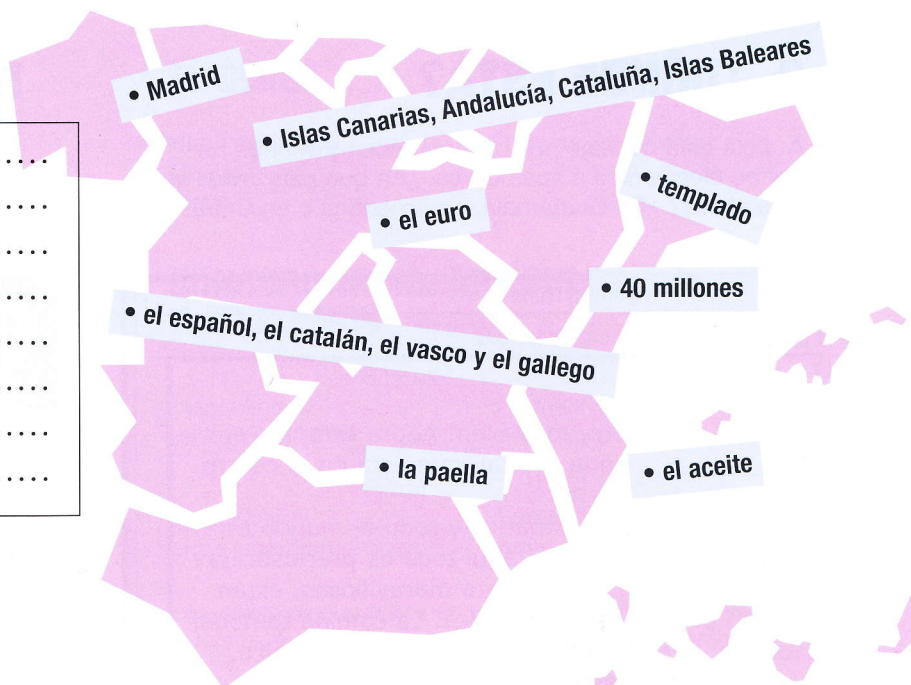 • Madrid
• Islas Canarias, Andalucía, Cataluña, Islas Baleares
• templado
• el euro
• 40 millones
• el español, el catalán, el vasco y el gallego
• la paella
• el aceite
....
....
....
....
....
....
....
....